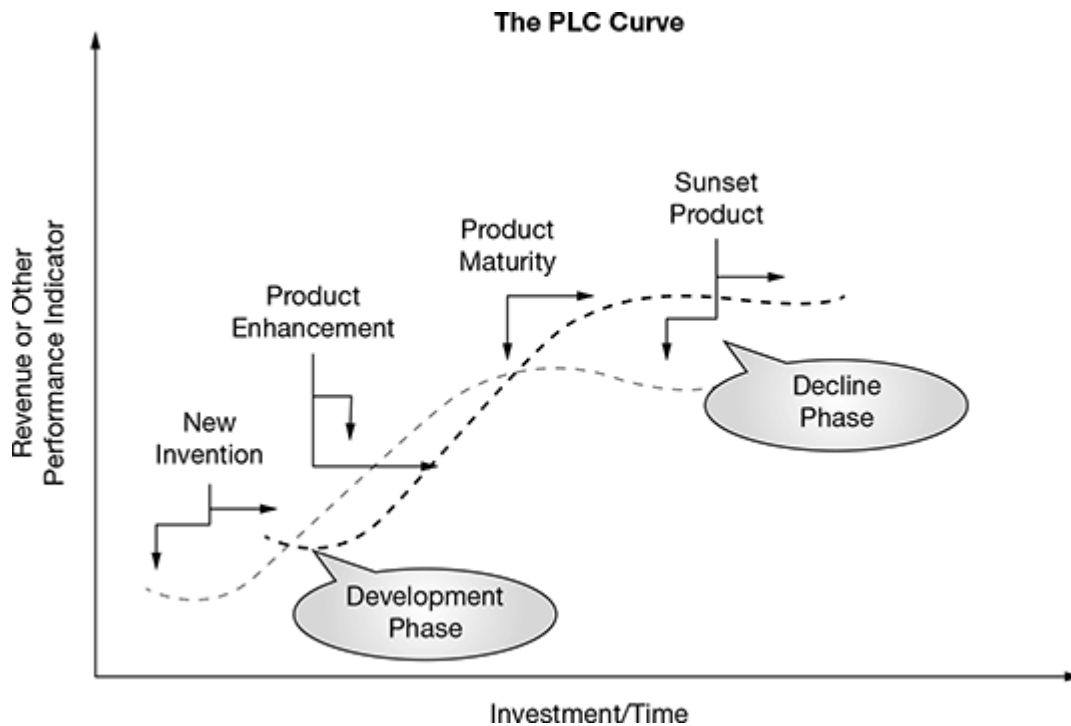 The PLC Curve
Revenue or Other
Performance Indicator
New
Invention
Product
Enhancement
Product
Maturity
Sunset
Product
Development
Phase
Decline
Phase
Investment/Time